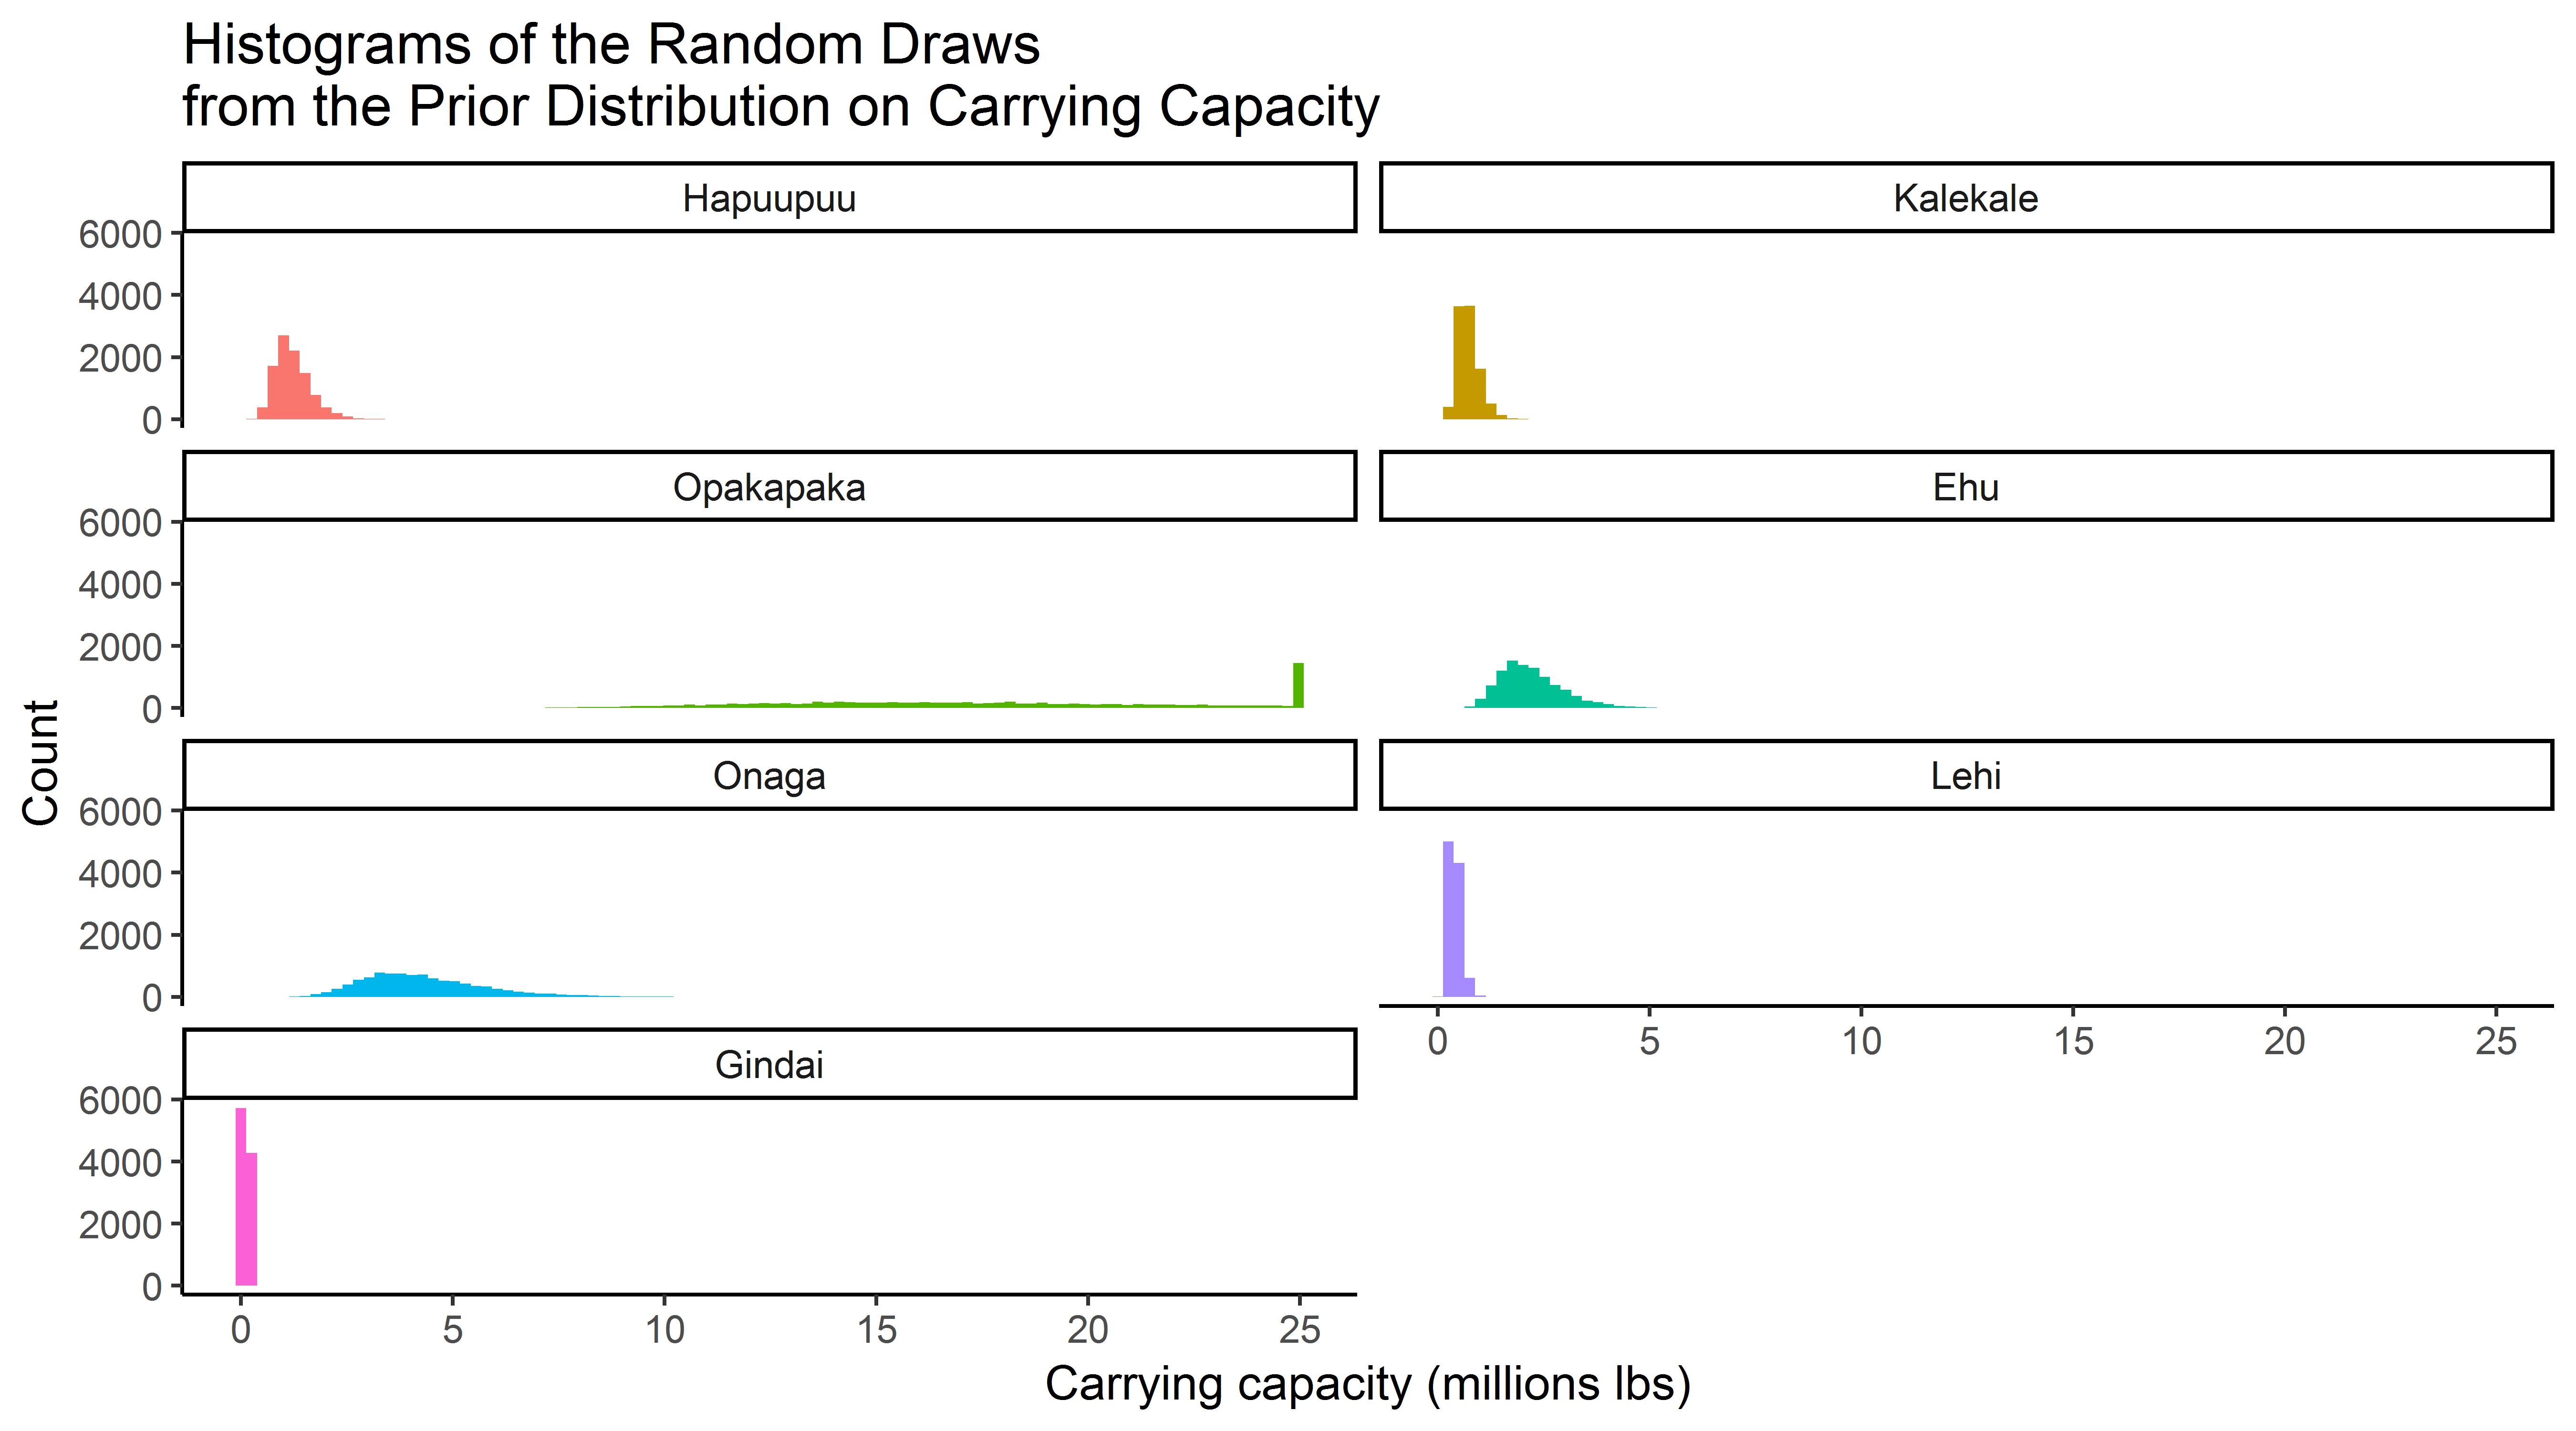 Histograms of the Random Draws
from the Prior Distribution on Carrying Capacity
Hapuupuu
Kalekale
6000
4000
2000
0
Opakapaka
Ehu
6000
4000
2000
0
Count
Onaga
Lehi
6000
4000
2000
0
0 5 10 15 20 25
Gindai
6000
4000
2000
0
0 5 10 15 20 25
Carrying capacity (millions lbs)